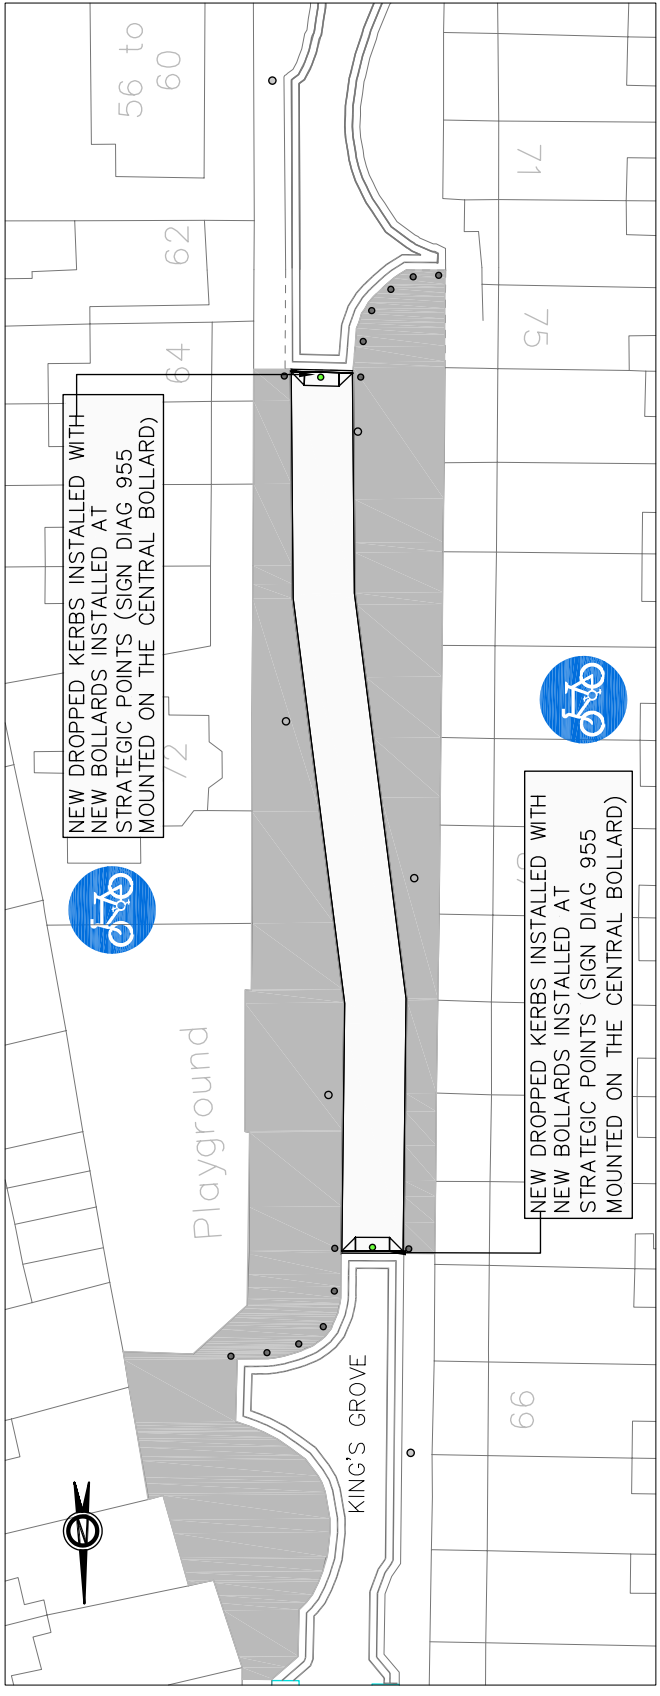 56 to
60
62
64
72
71
75
NEW DROPPED KERBS INSTALLED WITH
NEW BOLLARDS INSTALLED AT
STRATEGIC POINTS (SIGN DIAG 955
MOUNTED ON THE CENTRAL BOLLARD)
NEW DROPPED KERBS INSTALLED WITH
NEW BOLLARDS INSTALLED AT
STRATEGIC POINTS (SIGN DIAG 955
MOUNTED ON THE CENTRAL BOLLARD)
Playground
KING'S GROVE
N